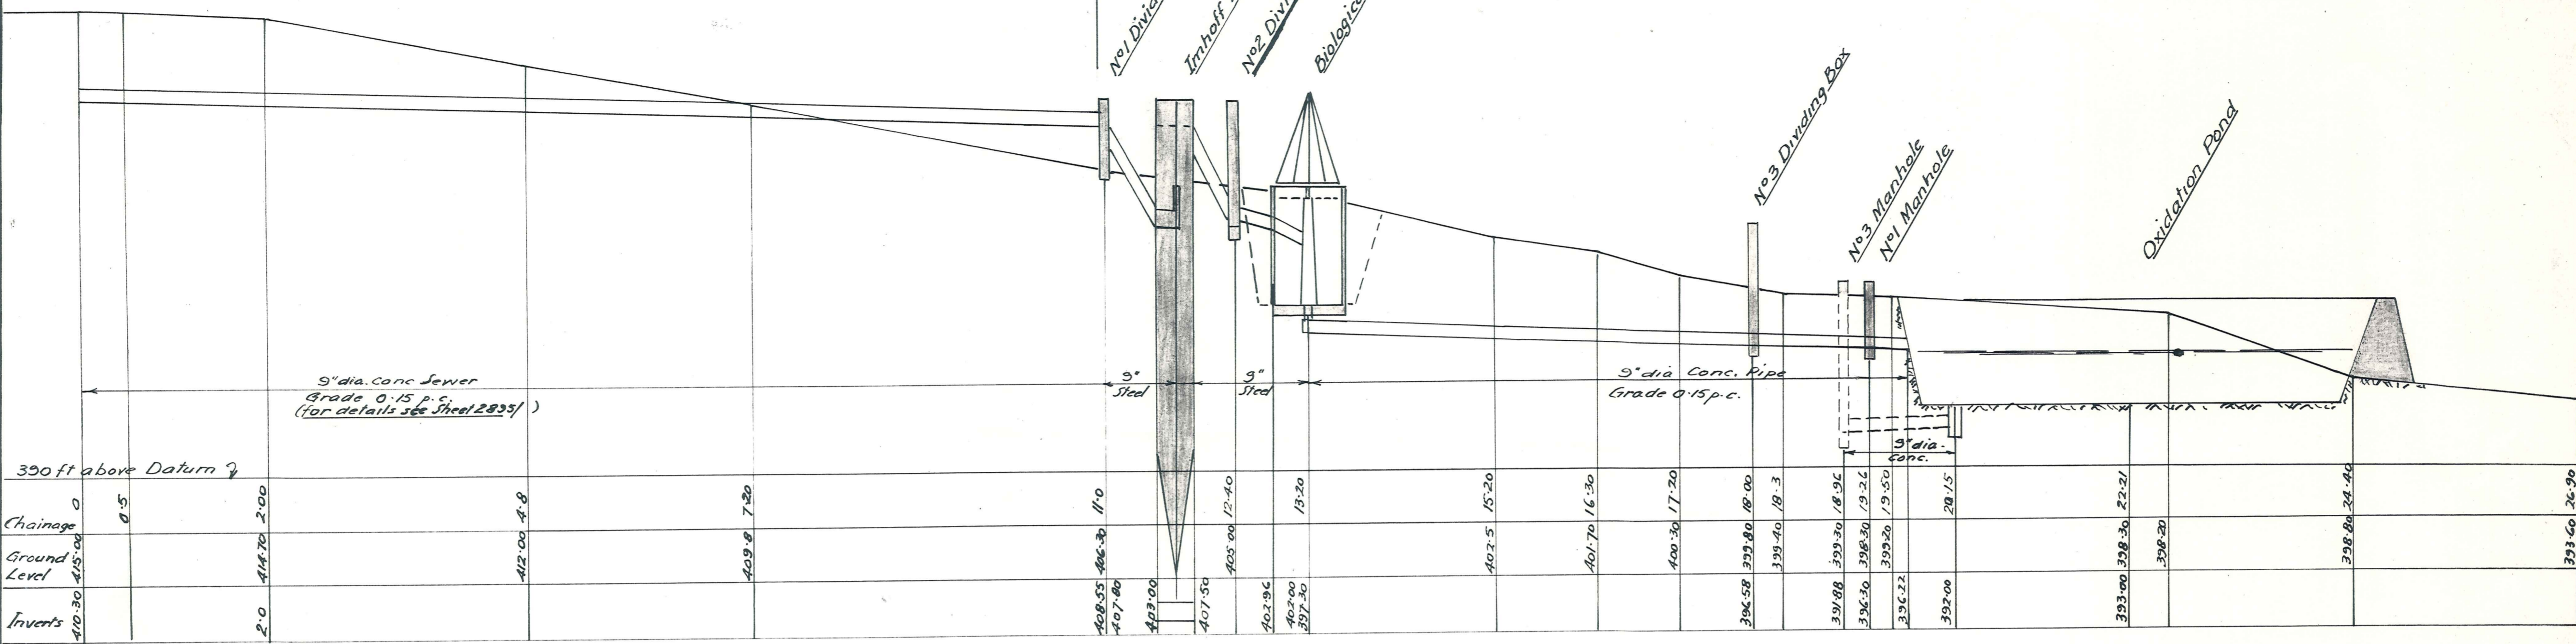 Nº1 Divid
Imhoff
Nº2 Divi
Biologica
Nº3 Dividing Box
Nº3 Manhole
Nº1 Manhole
Oxidation Pond
9" dia. Conc Sewer
Grade 0·15 p.c.
(for details see Sheet 2835/ )
9"
Steel
9"
Steel
9" dia Conc. Pipe
Grade 0·15 p.c.
9" dia.
conc.
390 ft above Datum
Chainage 0 0·5 2·00 4·8 7·20 11·0 12·40 13·20 15·20 16·30 17·20 18·00 18·3 18·96 19·26 19·50 20·15 22·21 24·40 26·90
Ground Level 415·00 414·70 412·00 409·8 406·30 405·00 402·5 401·70 400·30 399·80 399·40 399·30 398·30 399·20 398·30 398·20 398·80 393·60
Inverts 410·30 2·0 408·55 407·80 403·00 407·50 402·96 402·00 397·30 396·58 391·88 396·30 396·22 392·00 393·00